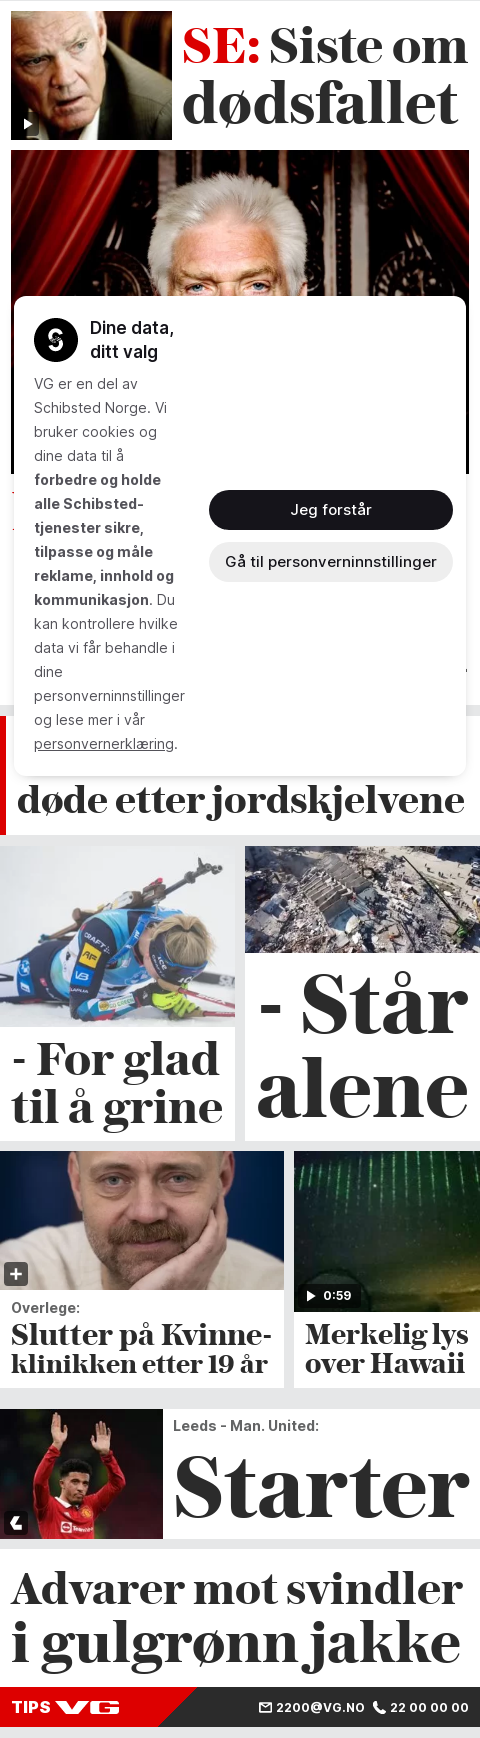 SE: Siste om
dødsfallet
Dine data,
ditt valg
VG er en del av
Schibsted Norge. Vi
bruker cookies og
dine data til å
forbedre og holde
alle Schibsted-
tjenester sikre,
tilpasse og måle
reklame, innhold og
kommunikasjon. Du
kan kontrollere hvilke
data vi får behandle i
dine
personverninnstillinger
og lese mer i vår
personvernerklæring.
Jeg forstår
Gå til personverninnstillinger
døde etter jordskjelvene
- For glad
til å grine
- Står
alene
Overlege:
Slutter på Kvinne-
klinikken etter 19 år
0:59
Merkelig lys
over Hawaii
Leeds - Man. United:
Starter
Advarer mot svindler
i gulgrønn jakke
TIPS VG
2200@VG.NO 22 00 00 00